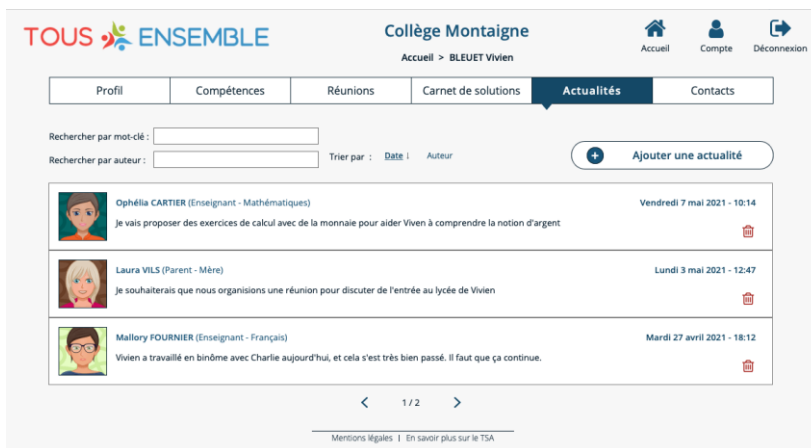 TOUS ENSEMBLE
Collège Montaigne
Accueil > BLEUET Vivien
Accueil
Compte
Déconnexion
Profil
Compétences
Réunions
Carnet de solutions
Actualités
Contacts
Rechercher par mot-clé :
Rechercher par auteur :
Trier par : Date ↓ Auteur
+ Ajouter une actualité
Ophélia CARTIER (Enseignant - Mathématiques)
Vendredi 7 mai 2021 - 10:14
Je vais proposer des exercices de calcul avec de la monnaie pour aider Viven à comprendre la notion d'argent
Laura VILS (Parent - Mère)
Lundi 3 mai 2021 - 12:47
Je souhaiterais que nous organisions une réunion pour discuter de l'entrée au lycée de Vivien
Mallory FOURNIER (Enseignant - Français)
Mardi 27 avril 2021 - 18:12
Vivien a travaillé en binôme avec Charlie aujourd'hui, et cela s'est très bien passé. Il faut que ça continue.
< 1 / 2 >
Mentions légales | En savoir plus sur le TSA